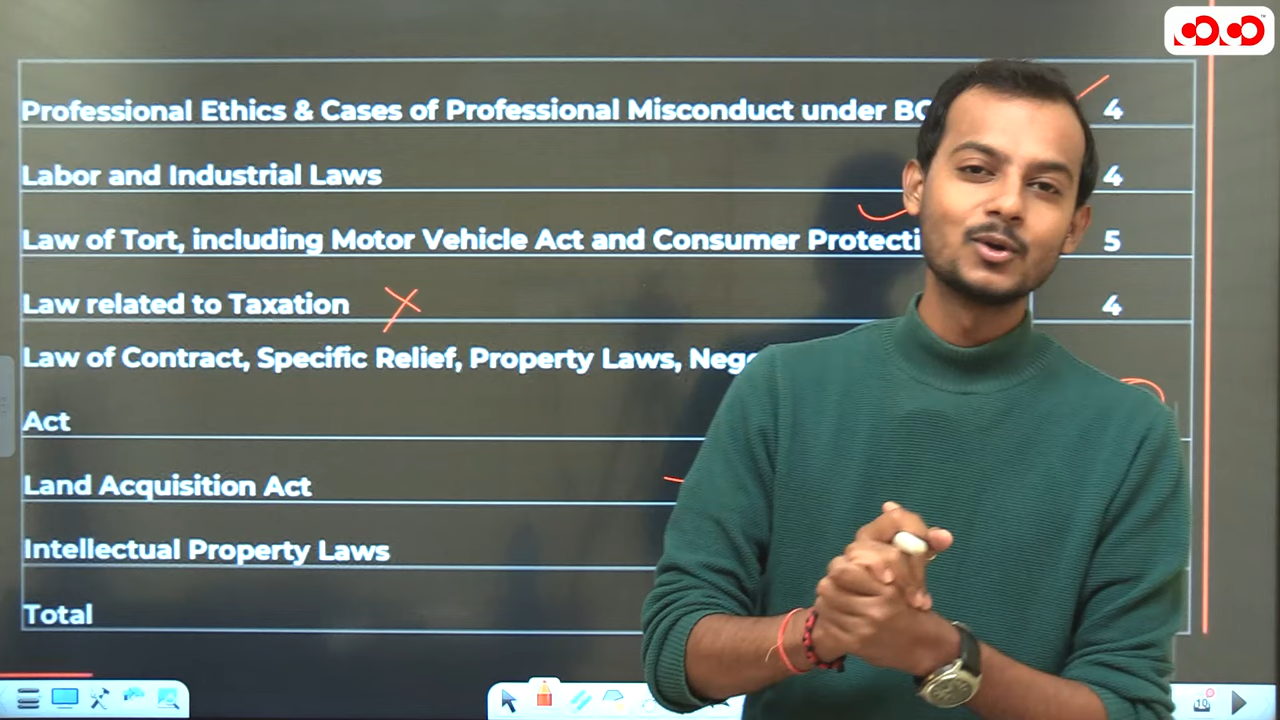 Professional Ethics & Cases of Professional Misconduct under BC 4
Labor and Industrial Laws 4
Law of Tort, including Motor Vehicle Act and Consumer Protecti 5
Law related to Taxation 4
Law of Contract, Specific Relief, Property Laws, Nego
Act
Land Acquisition Act
Intellectual Property Laws
Total